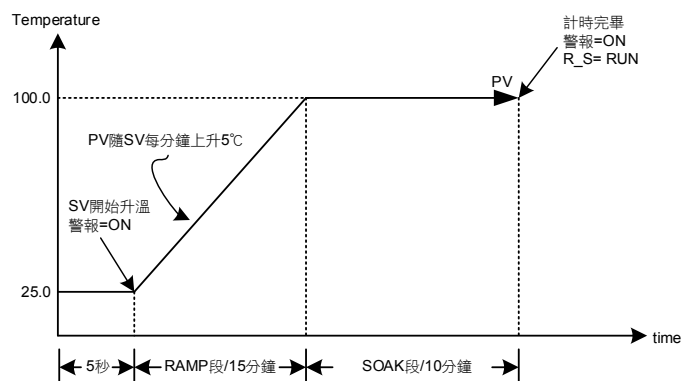 Temperature
計時完畢
警報=ON
R_S= RUN
PV
100.0
PV隨SV每分鐘上升5℃
SV開始升溫
警報=ON
25.0
time
5秒
RAMP段/15分鐘
SOAK段/10分鐘